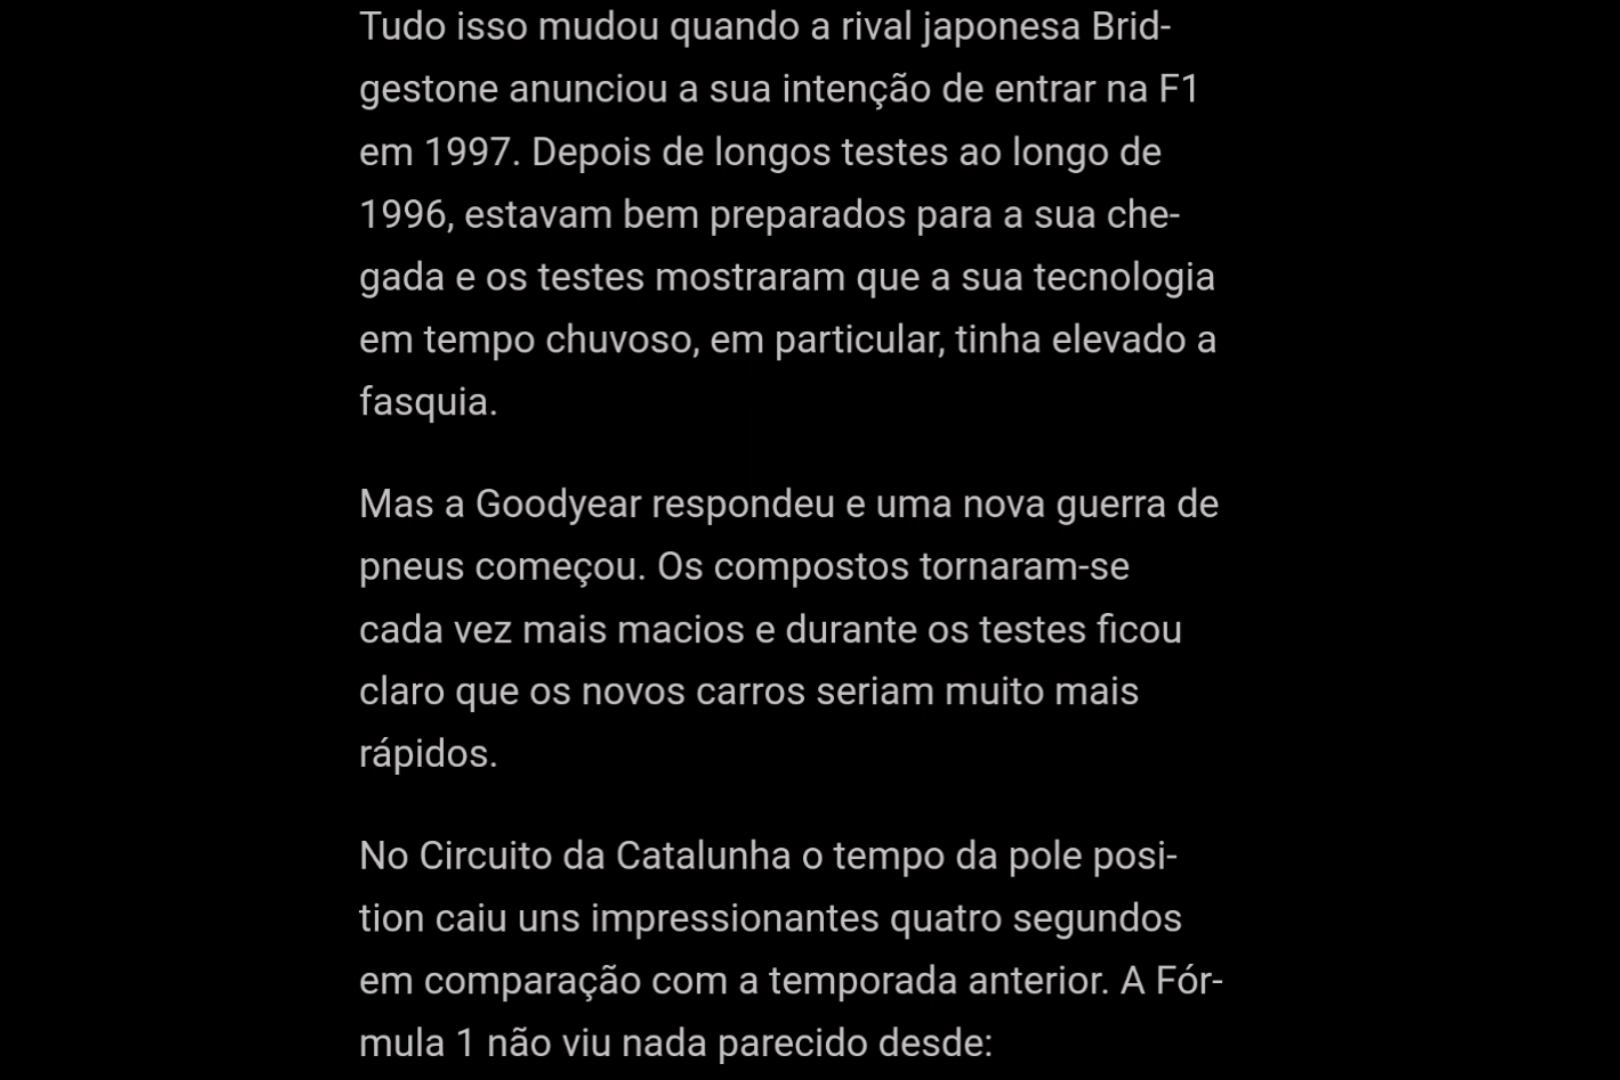 Tudo isso mudou quando a rival japonesa Brid-
gestone anunciou a sua intenção de entrar na F1
em 1997. Depois de longos testes ao longo de
1996, estavam bem preparados para a sua che-
gada e os testes mostraram que a sua tecnologia
em tempo chuvoso, em particular, tinha elevado a
fasquia.
Mas a Goodyear respondeu e uma nova guerra de
pneus começou. Os compostos tornaram-se
cada vez mais macios e durante os testes ficou
claro que os novos carros seriam muito mais
rápidos.
No Circuito da Catalunha o tempo da pole posi-
tion caiu uns impressionantes quatro segundos
em comparação com a temporada anterior. A Fór-
mula 1 não viu nada parecido desde: